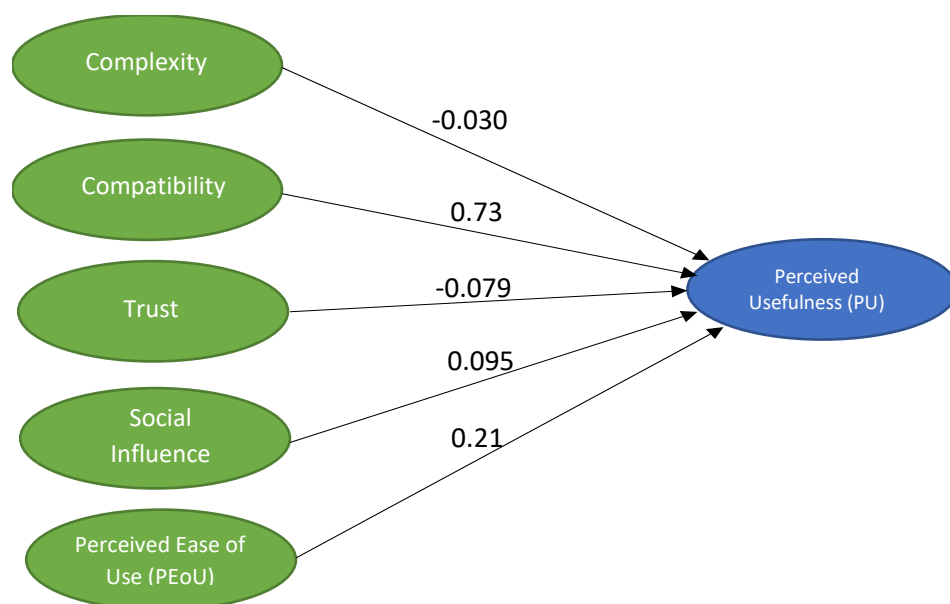 Complexity
-0.030
Compatibility
0.73
Perceived
Usefulness (PU)
Trust
-0.079
0.095
Social
Influence
0.21
Perceived Ease of
Use (PEoU)